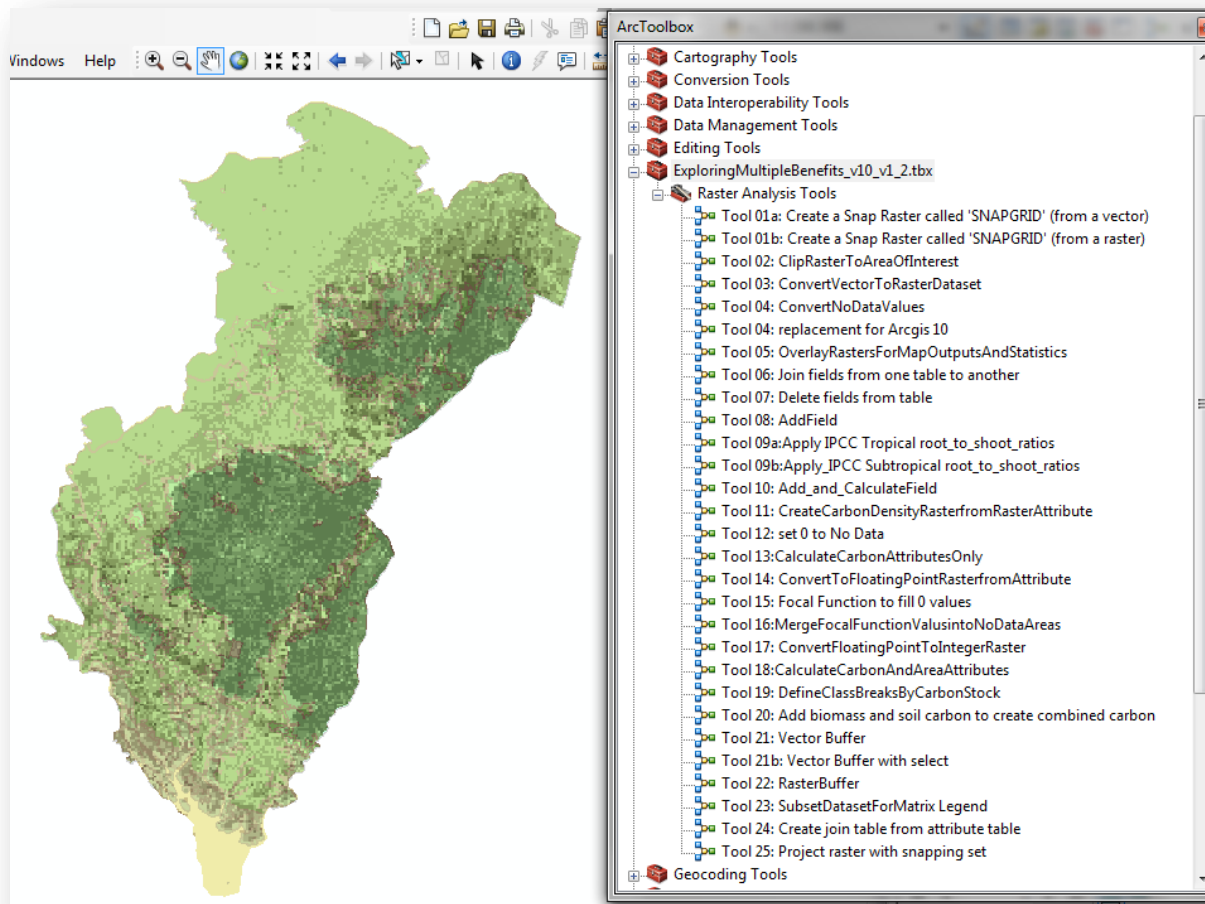 Windows Help
ArcToolbox
Cartography Tools
Conversion Tools
Data Interoperability Tools
Data Management Tools
Editing Tools
ExploringMultipleBenefits_v10_v1_2.tbx
Raster Analysis Tools
Tool 01a: Create a Snap Raster called 'SNAPGRID' (from a vector)
Tool 01b: Create a Snap Raster called 'SNAPGRID' (from a raster)
Tool 02: ClipRasterToAreaOfInterest
Tool 03: ConvertVectorToRasterDataset
Tool 04: ConvertNoDataValues
Tool 04: replacement for Arcgis 10
Tool 05: OverlayRastersForMapOutputsAndStatistics
Tool 06: Join fields from one table to another
Tool 07: Delete fields from table
Tool 08: AddField
Tool 09a:Apply IPCC Tropical root_to_shoot_ratios
Tool 09b:Apply_IPCC Subtropical root_to_shoot_ratios
Tool 10: Add_and_CalculateField
Tool 11: CreateCarbonDensityRasterfromRasterAttribute
Tool 12: set 0 to No Data
Tool 13:CalculateCarbonAttributesOnly
Tool 14: ConvertToFloatingPointRasterfromAttribute
Tool 15: Focal Function to fill 0 values
Tool 16:MergeFocalFunctionValusintoNoDataAreas
Tool 17: ConvertFloatingPointToIntegerRaster
Tool 18:CalculateCarbonAndAreaAttributes
Tool 19: DefineClassBreaksByCarbonStock
Tool 20: Add biomass and soil carbon to create combined carbon
Tool 21: Vector Buffer
Tool 21b: Vector Buffer with select
Tool 22: RasterBuffer
Tool 23: SubsetDatasetForMatrix Legend
Tool 24: Create join table from attribute table
Tool 25: Project raster with snapping set
Geocoding Tools